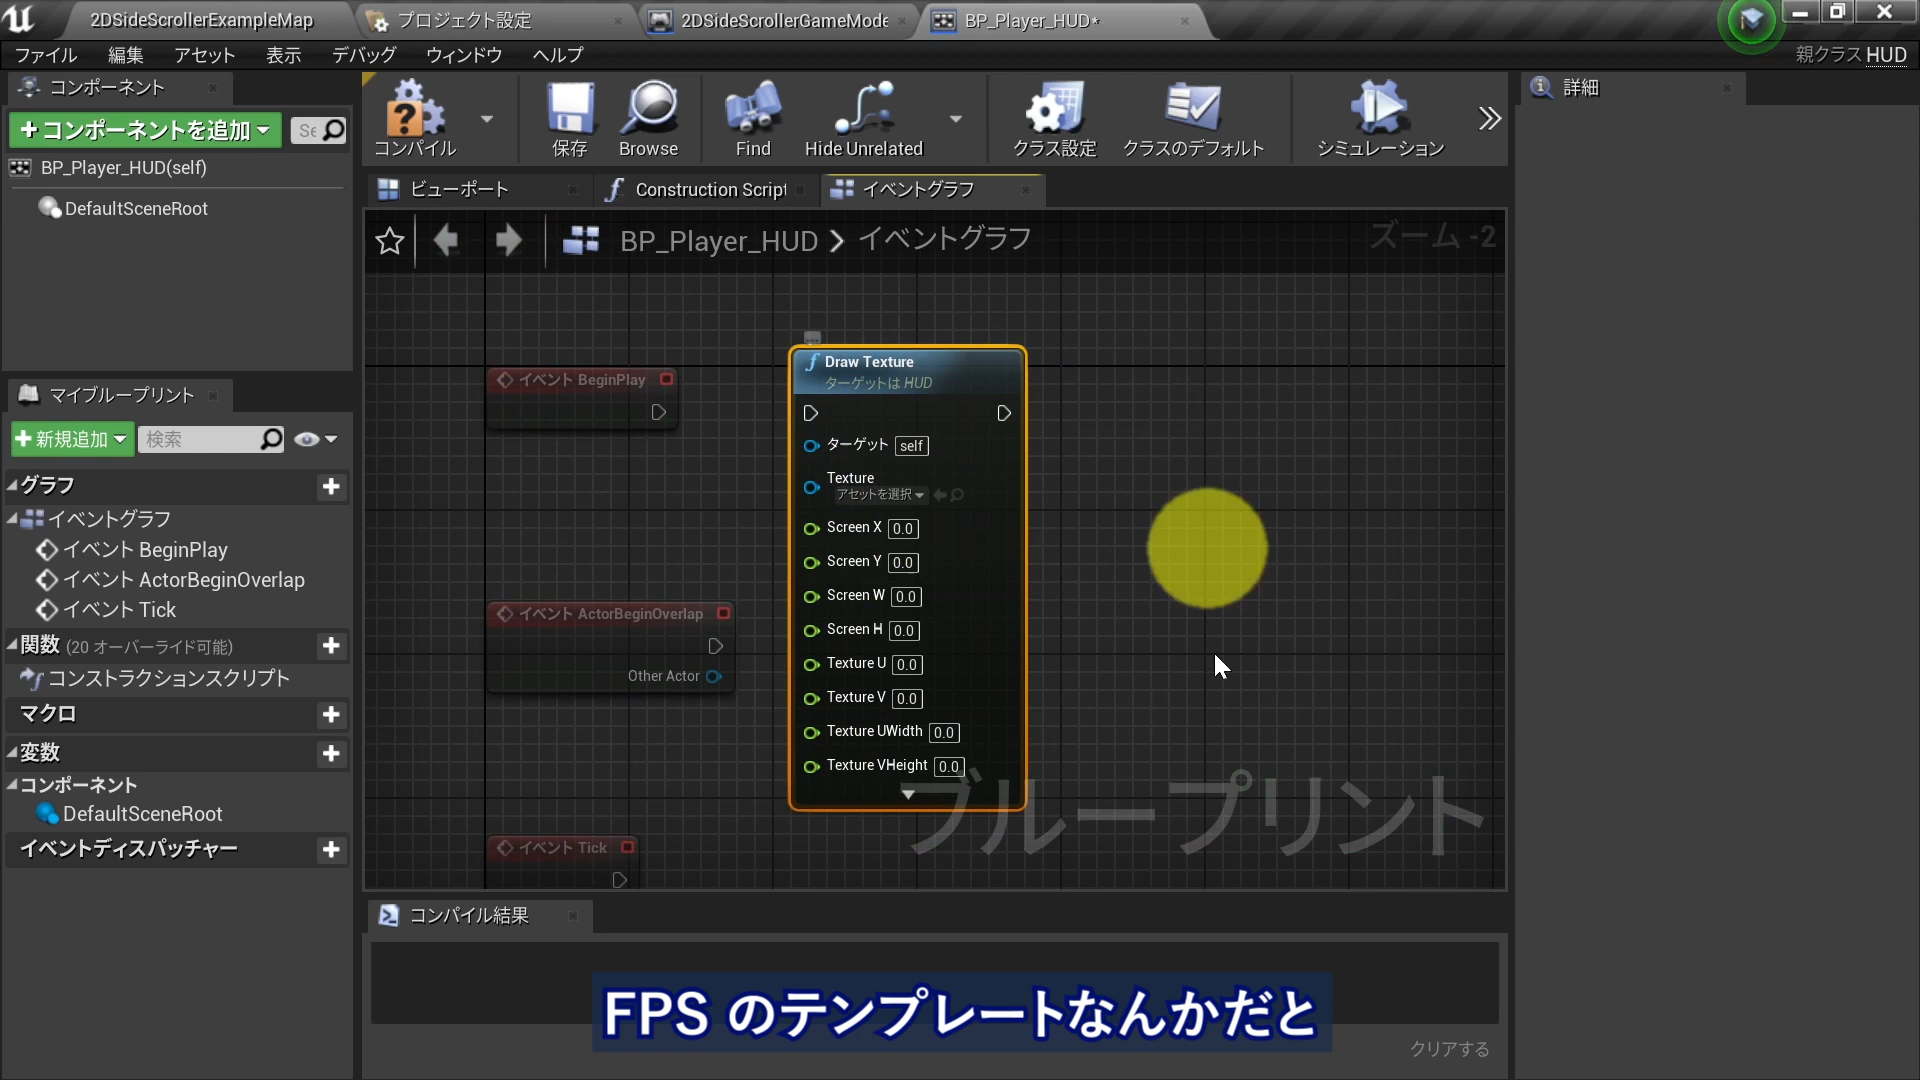 2DSideScrollerExampleMap
プロジェクト設定
2DSideScrollerGameMode
BP_Player_HUD*
ファイル 編集 アセット 表示 デバッグ ウィンドウ ヘルプ
親クラス HUD
コンポーネント
コンポーネントを追加
Se
BP_Player_HUD(self)
DefaultSceneRoot
コンパイル
保存
Browse
Find
Hide Unrelated
クラス設定
クラスのデフォルト
シミュレーション
詳細
ビューポート
Construction Script
イベントグラフ
BP_Player_HUD > イベントグラフ
ズーム -2
マイブループリント
新規追加
検索
グラフ
イベントグラフ
イベント BeginPlay
イベント ActorBeginOverlap
イベント Tick
関数 (20 オーバーライド可能)
コンストラクションスクリプト
マクロ
変数
コンポーネント
DefaultSceneRoot
イベントディスパッチャー
イベント BeginPlay
イベント ActorBeginOverlap
Other Actor
イベント Tick
Draw Texture
ターゲットは HUD
ターゲット self
Texture
アセットを選択
Screen X 0.0
Screen Y 0.0
Screen W 0.0
Screen H 0.0
Texture U 0.0
Texture V 0.0
Texture UWidth 0.0
Texture VHeight 0.0
ブループリント
コンパイル結果
FPS のテンプレートなんかだと
クリアする